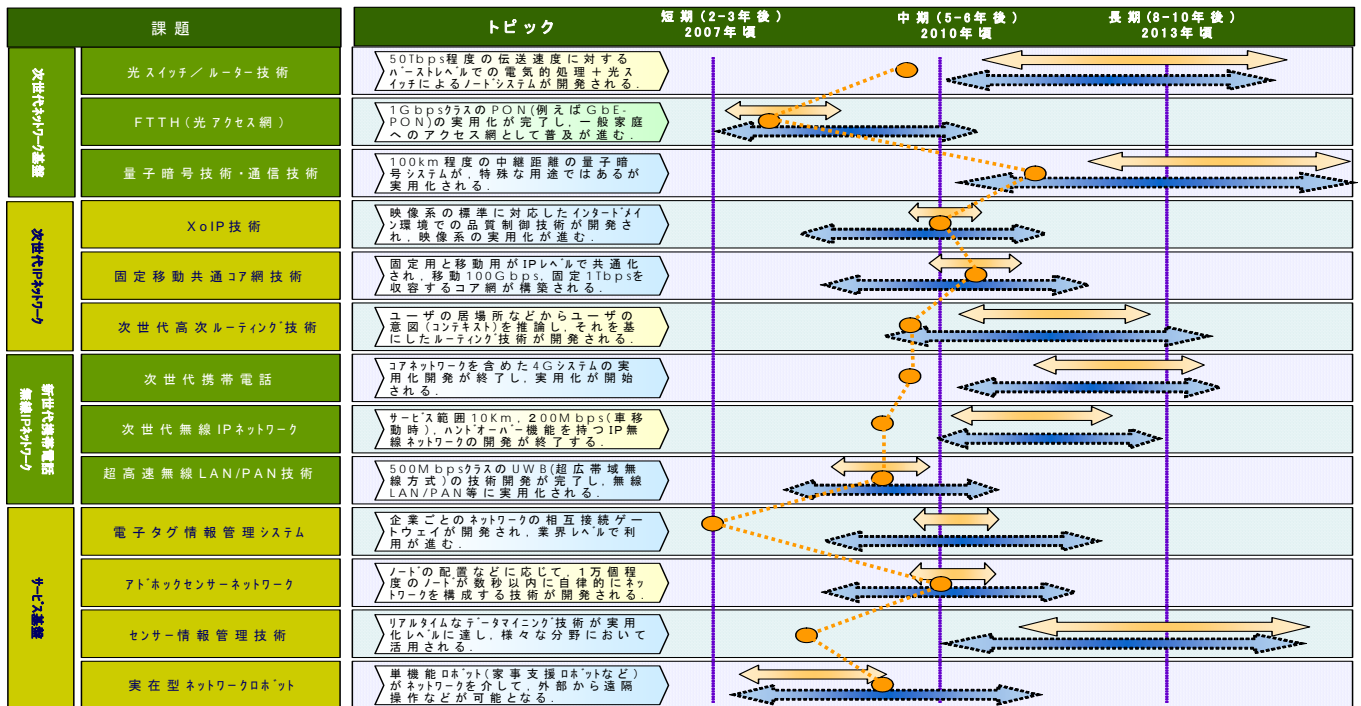 課題
トピック
短期(2-3年後)
2007年頃
中期(5-6年後)
2010年頃
長期(8-10年後)
2013年頃
次世代ネットワーク基盤
光スイッチ/ルーター技術
50Tbps程度の伝送速度に対する
バーストレベルでの電気的処理+光ス
イッチによるノードシステムが開発される.
FTTH(光アクセス網)
1Gbpsクラスの PON(例えばGbE-
PON)の実用化が完了し,一般家庭
へのアクセス網として普及が進む.
量子暗号技術・通信技術
100km程度の中継距離の量子暗
号システムが,特殊な用途ではあるが
実用化される.
次世代IPネットワーク
XoIP技術
映像系の標準に対応したインタードメイ
ン環境での品質制御技術が開発さ
れ,映像系の実用化が進む.
固定移動共通コア網技術
固定用と移動用がIPレベルで共通化
され,移動100Gbps,固定1Tbpsを
収容するコア網が構築される.
次世代高次ルーティング技術
ユーザの居場所などからユーザの
意図(コンテキスト)を推論し,それを基
にしたルーティング技術が開発される.
新世代携帯電話
無線IPネットワーク
次世代携帯電話
コアネットワークを含めた4Gシステムの実
用化開発が終了し,実用化が開始
される.
次世代無線IPネットワーク
サービス範囲10Km,200Mbps(車移
動時),ハンドオーバー機能を持つIP無
線ネットワークの開発が終了する.
超高速無線LAN/PAN技術
500MbpsクラスのUWB(超広帯域無
線方式)の技術開発が完了し,無線
LAN/PAN等に実用化される.
サービス基盤
電子タグ情報管理システム
企業ごとのネットワークの相互接続ゲー
トウェイが開発され,業界レベルで利
用が進む.
アドホックセンサーネットワーク
ノードの配置などに応じて,1万個程
度のノードが数秒以内に自律的にネッ
トワークを構成する技術が開発される.
センサー情報管理技術
リアルタイムなデータマイニング技術が実用
化レベルに達し,様々な分野において
活用される.
実在型ネットワークロボット
単機能ロボット(家事支援ロボットなど)
がネットワークを介して,外部から遠隔
操作などが可能となる.